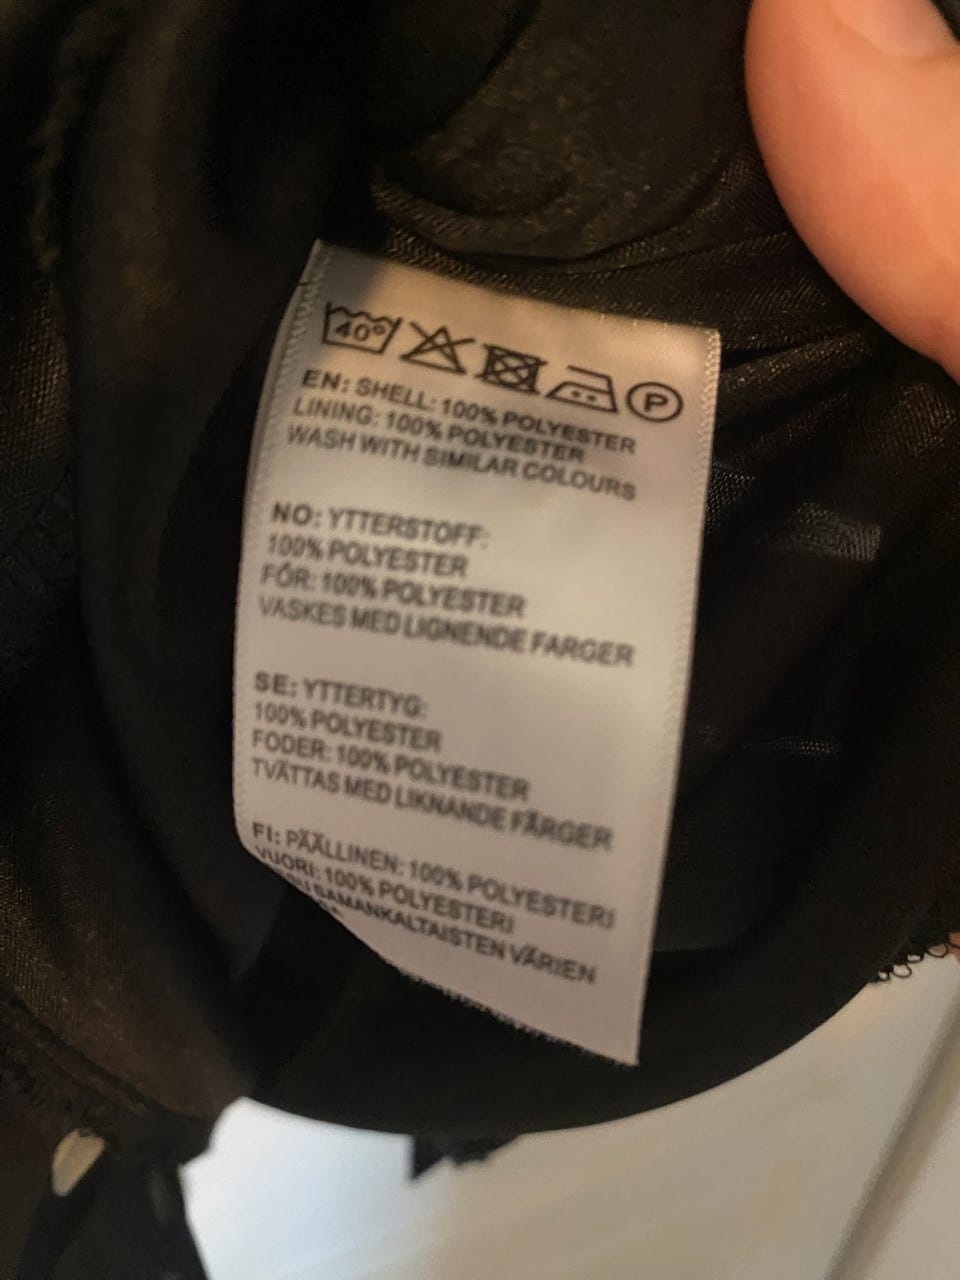 40°
P
EN: SHELL: 100% POLYESTER
LINING: 100% POLYESTER
WASH WITH SIMILAR COLOURS
NO: YTTERSTOFF:
100% POLYESTER
FÓR: 100% POLYESTER
VASKES MED LIGNENDE FARGER
SE: YTTERTYG:
100% POLYESTER
FODER: 100% POLYESTER
TVÄTTAS MED LIKNANDE FÄRGER
FI: PÄÄLLINEN: 100% POLYESTERI
VUORI: 100% POLYESTERI
SAMANKALTAISTEN VÄRIEN